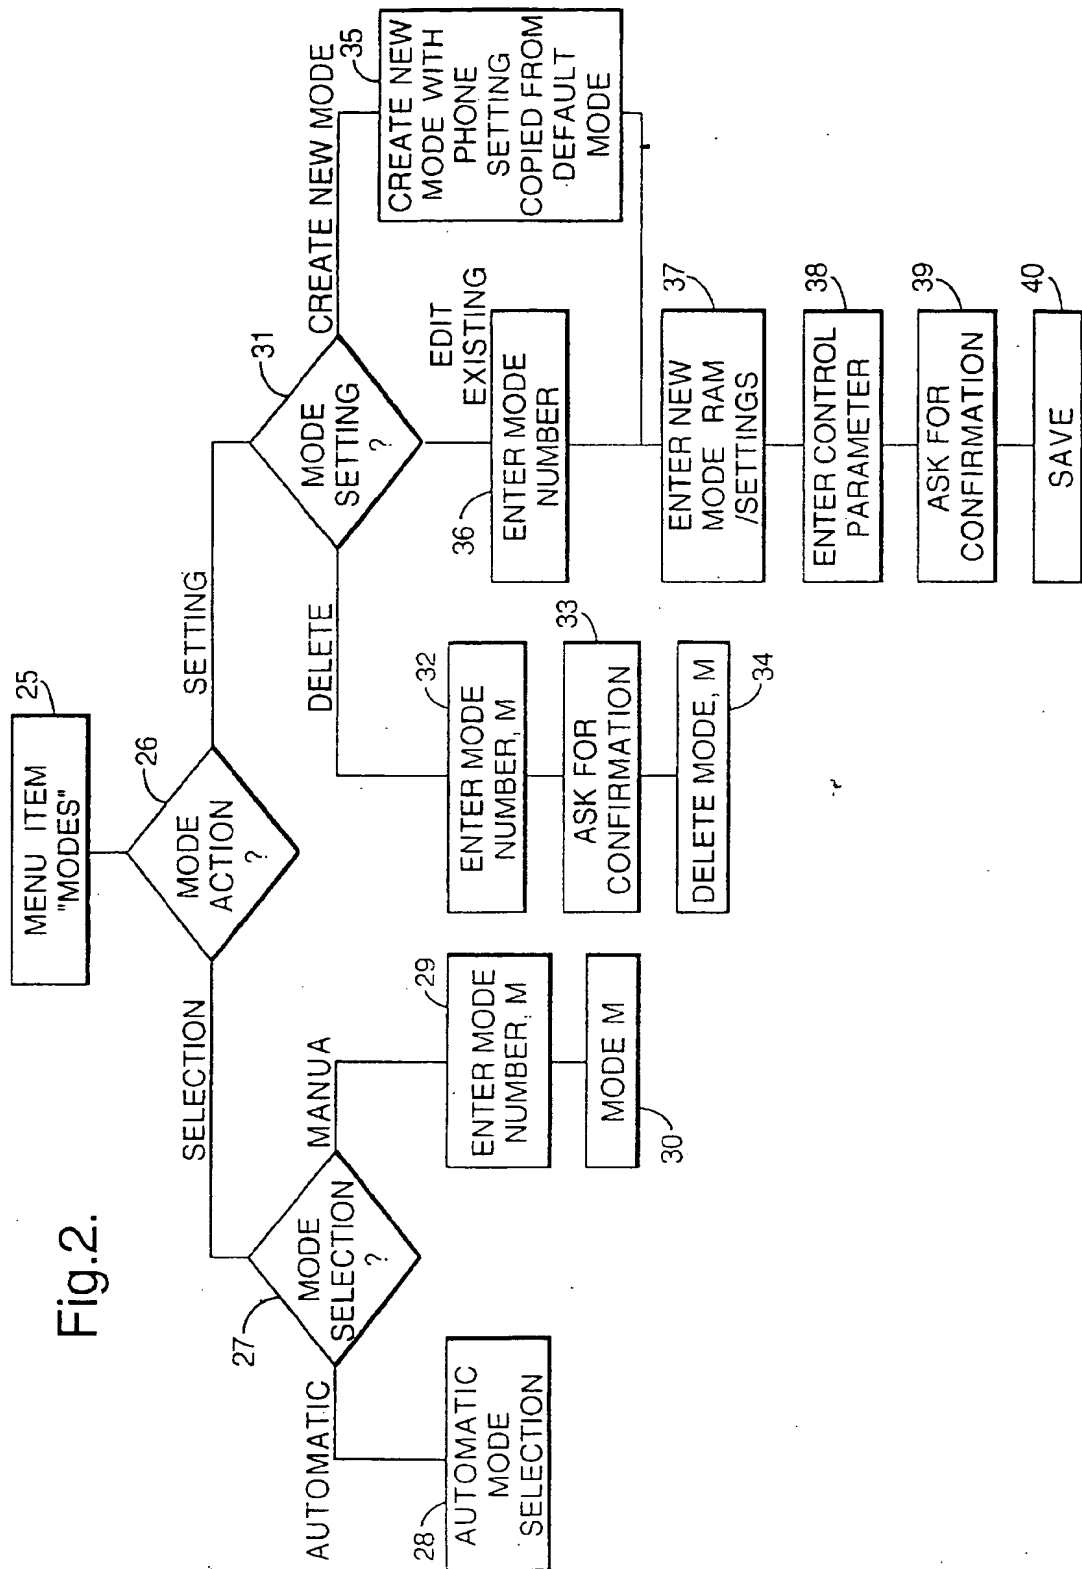 Fig.2.
MENU ITEM
"MODES"
25
MODE
ACTION
?
26
SELECTION
SETTING
MODE
SELECTION
?
27
AUTOMATIC
MANUA
AUTOMATIC
MODE
SELECTION
28
ENTER MODE
NUMBER, M
29
MODE M
30
MODE
SETTING
?
31
DELETE
EDIT
EXISTING
CREATE NEW MODE
ENTER MODE
NUMBER, M
32
ASK FOR
CONFIRMATION
33
DELETE MODE, M
34
CREATE NEW
MODE WITH
PHONE
SETTING
COPIED FROM
DEFAULT
MODE
35
ENTER MODE
NUMBER
36
ENTER NEW
MODE RAM
/SETTINGS
37
ENTER CONTROL
PARAMETER
38
ASK FOR
CONFIRMATION
39
SAVE
40